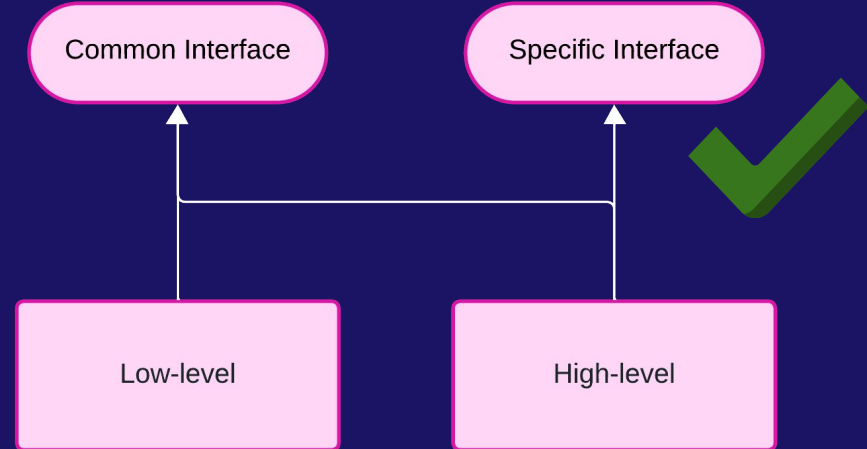 Common Interface
Specific Interface
Low-level
High-level